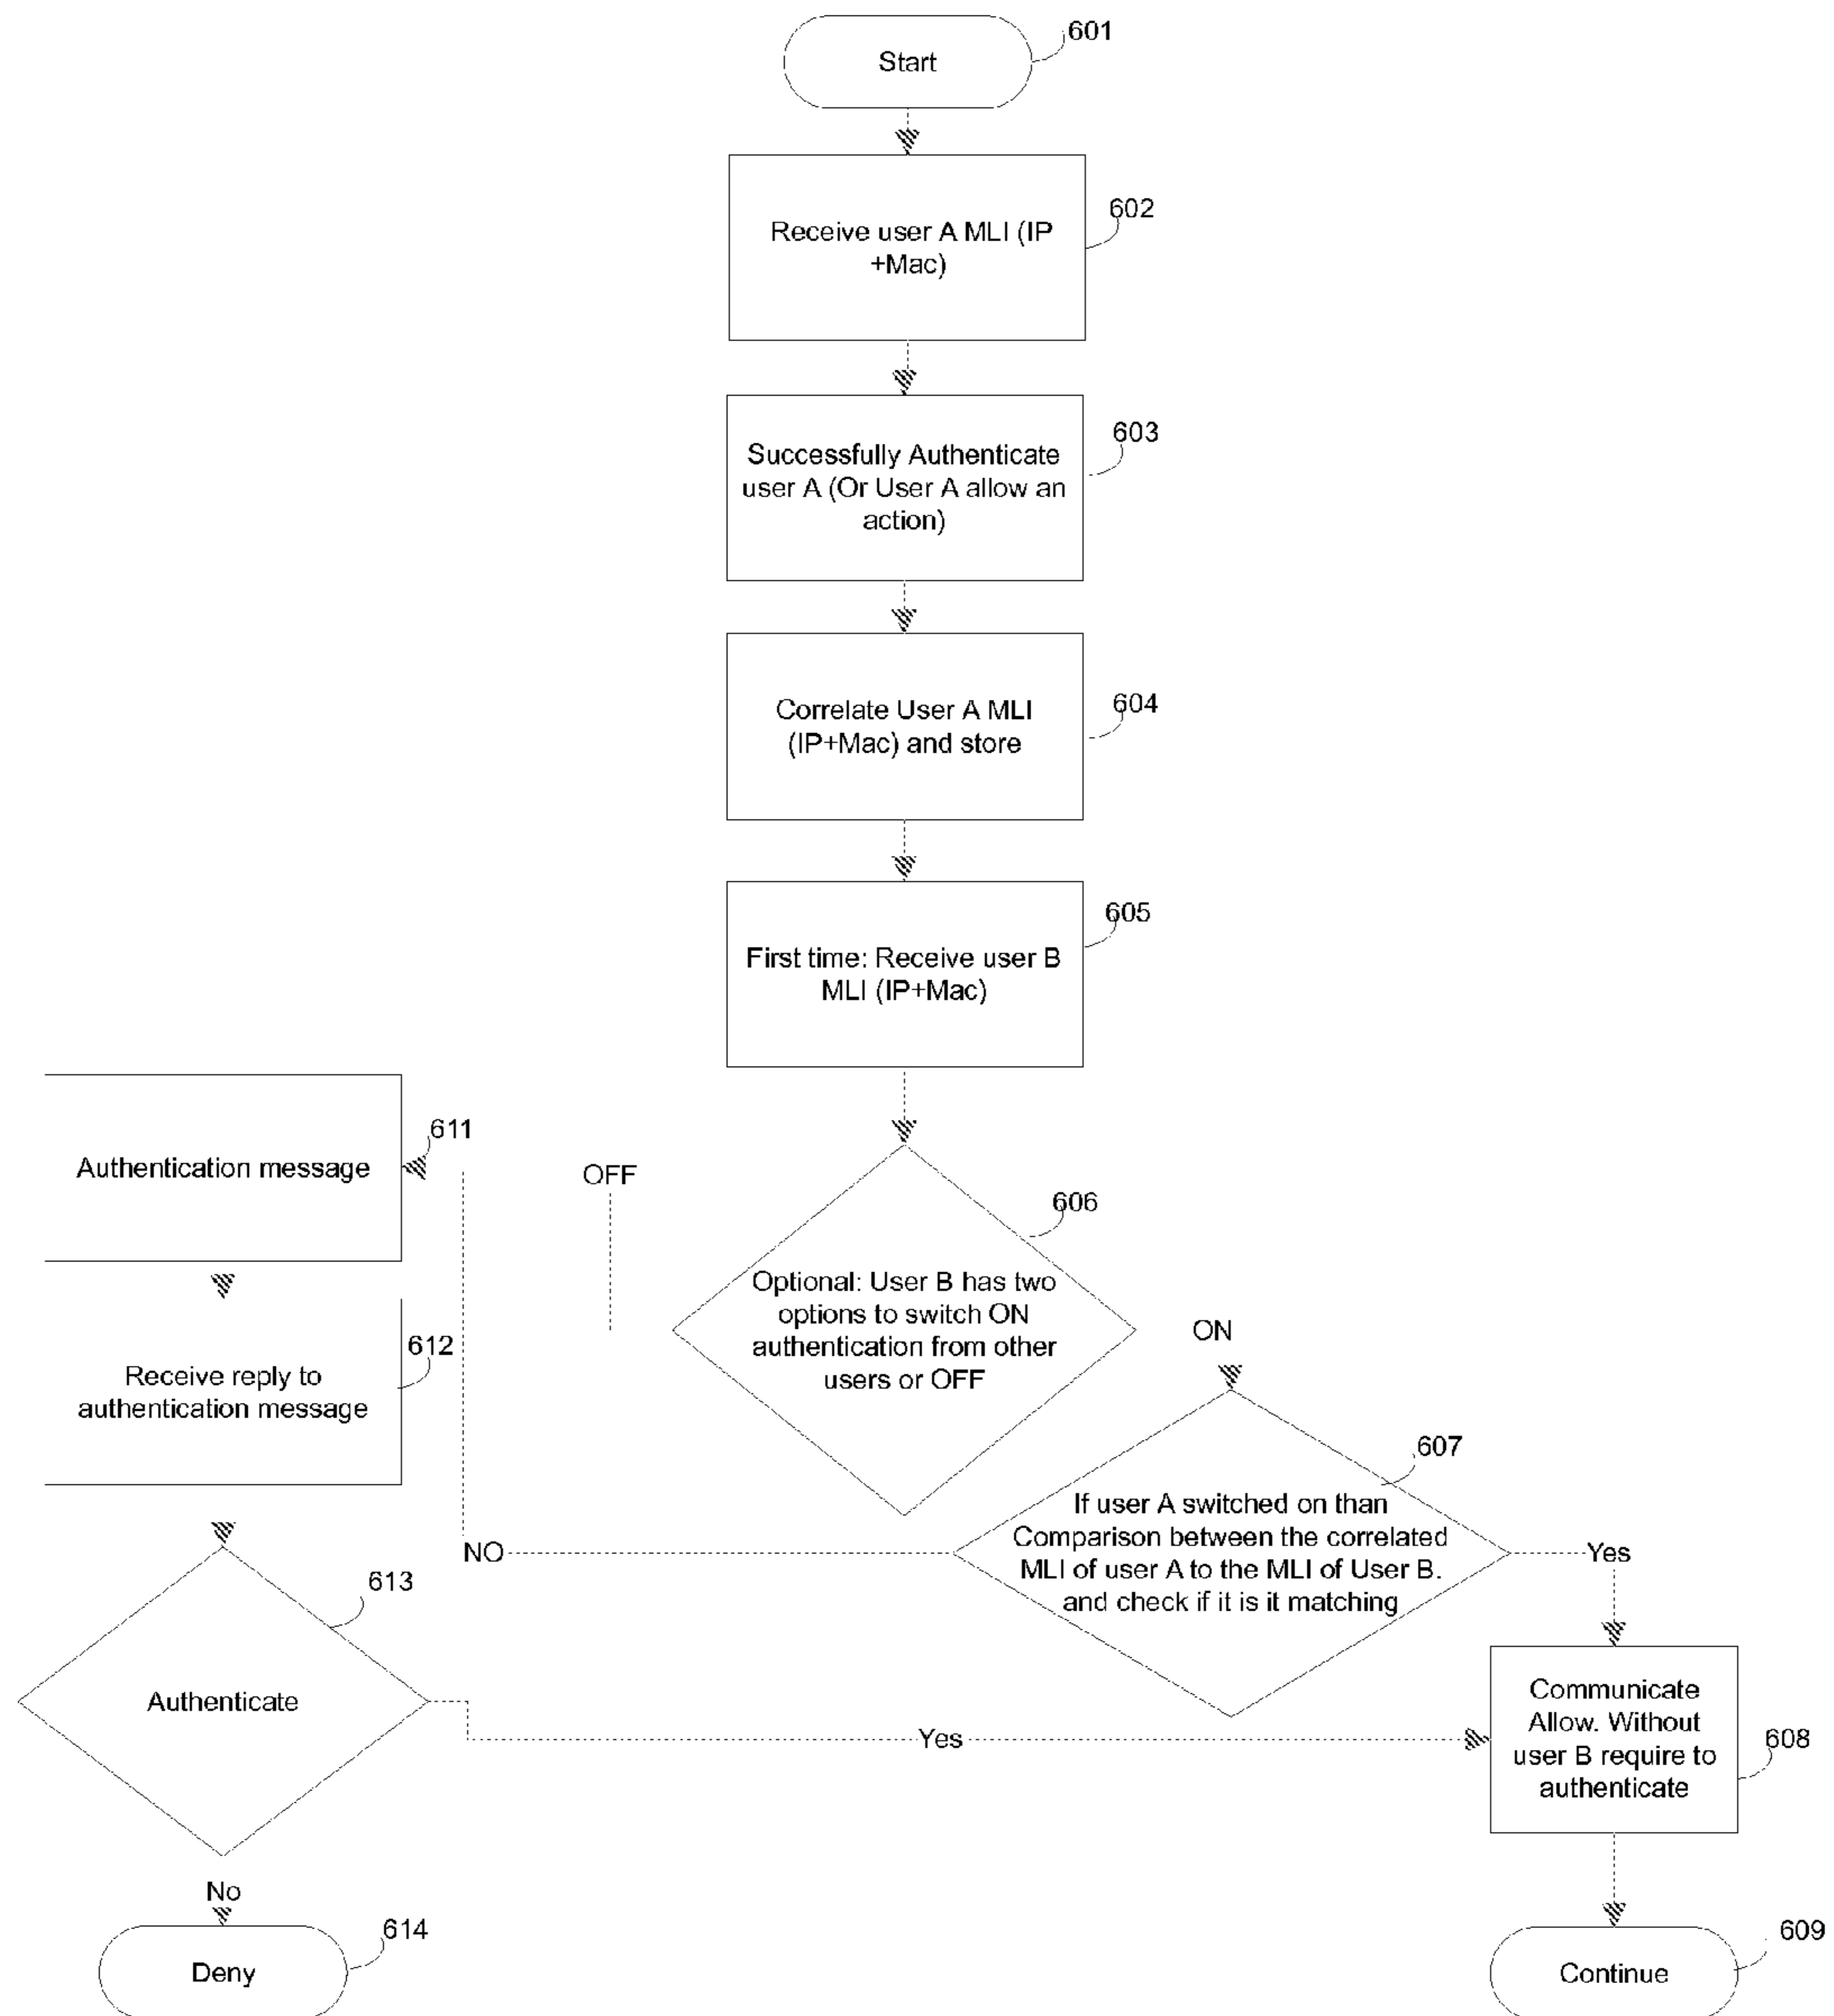 Start
601
Receive user A MLI (IP
+Mac)
602
Successfully Authenticate
user A (Or User A allow an
action)
603
Correlate User A MLI
(IP+Mac) and store
604
First time: Receive user B
MLI (IP+Mac)
605
Authentication message
611
OFF
606
Optional: User B has two
options to switch ON
authentication from other
users or OFF
ON
Receive reply to
authentication message
612
607
If user A switched on than
Comparison between the correlated
MLI of user A to the MLI of User B.
and check if it is it matching
NO
Yes
613
Authenticate
Yes
Communicate
Allow. Without
user B require to
authenticate
608
No
Deny
614
Continue
609